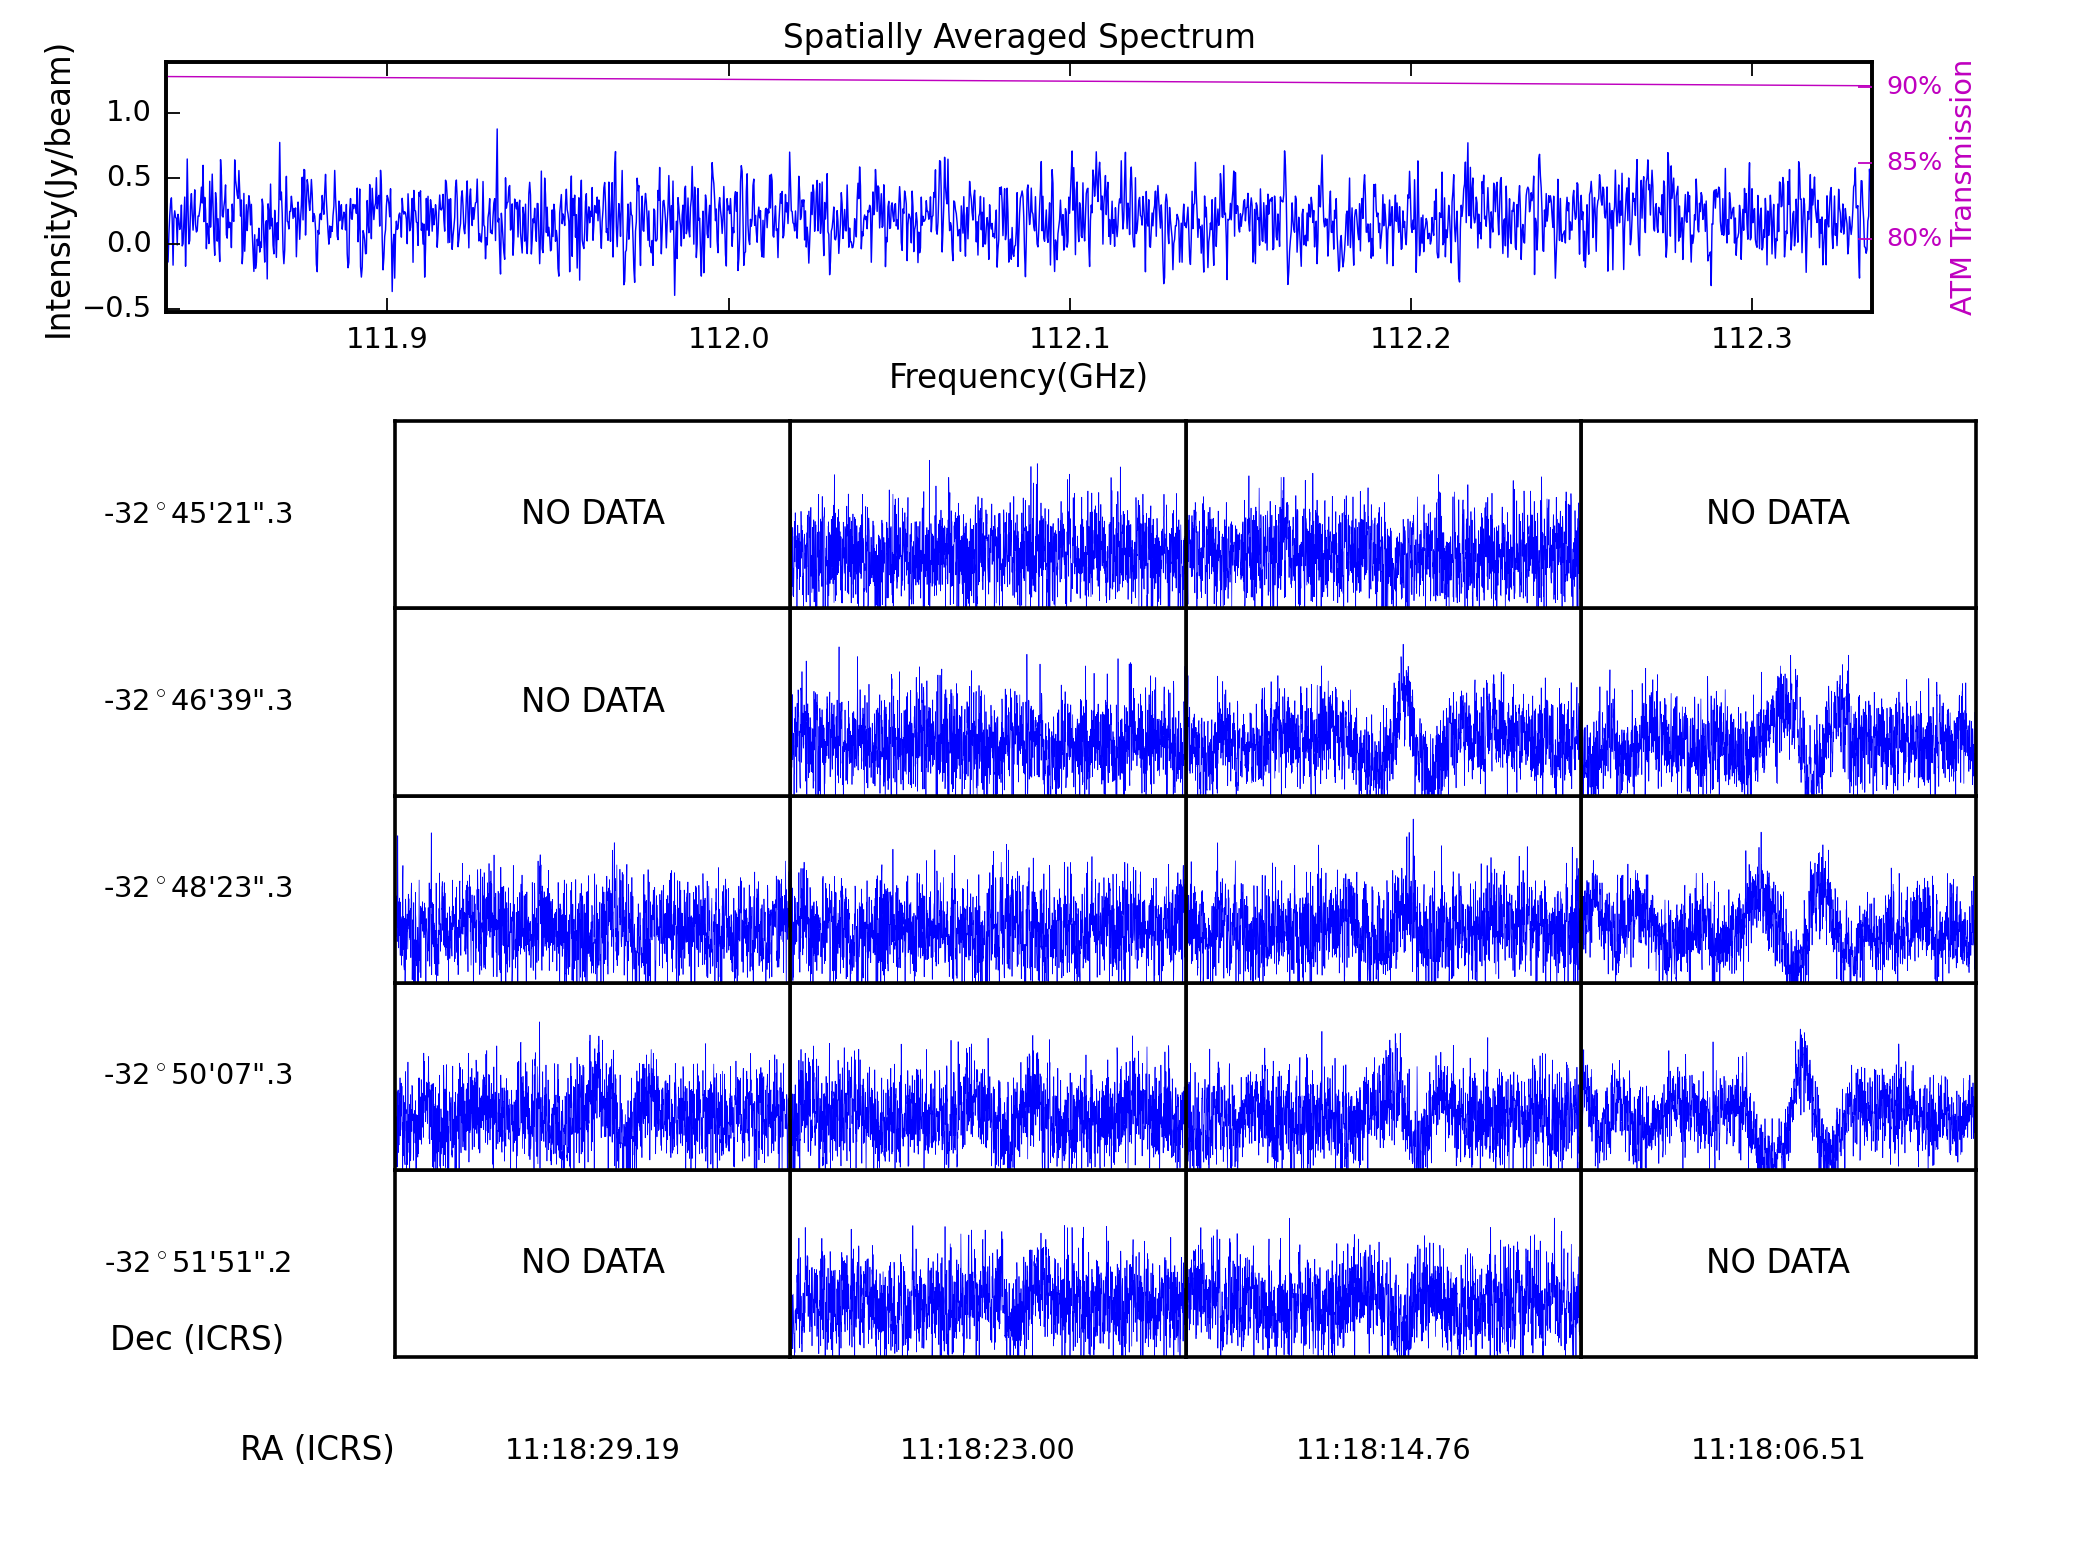 Spatially Averaged Spectrum
Intensity(Jy/beam)
1.0
0.5
0.0
−0.5
90%
85%
80%
ATM Transmission
111.9 112.0 112.1 112.2 112.3
Frequency(GHz)
-32°45'21".3 NO DATA NO DATA
-32°46'39".3 NO DATA
-32°48'23".3
-32°50'07".3
-32°51'51".2 NO DATA NO DATA
Dec (ICRS)
RA (ICRS) 11:18:29.19 11:18:23.00 11:18:14.76 11:18:06.51